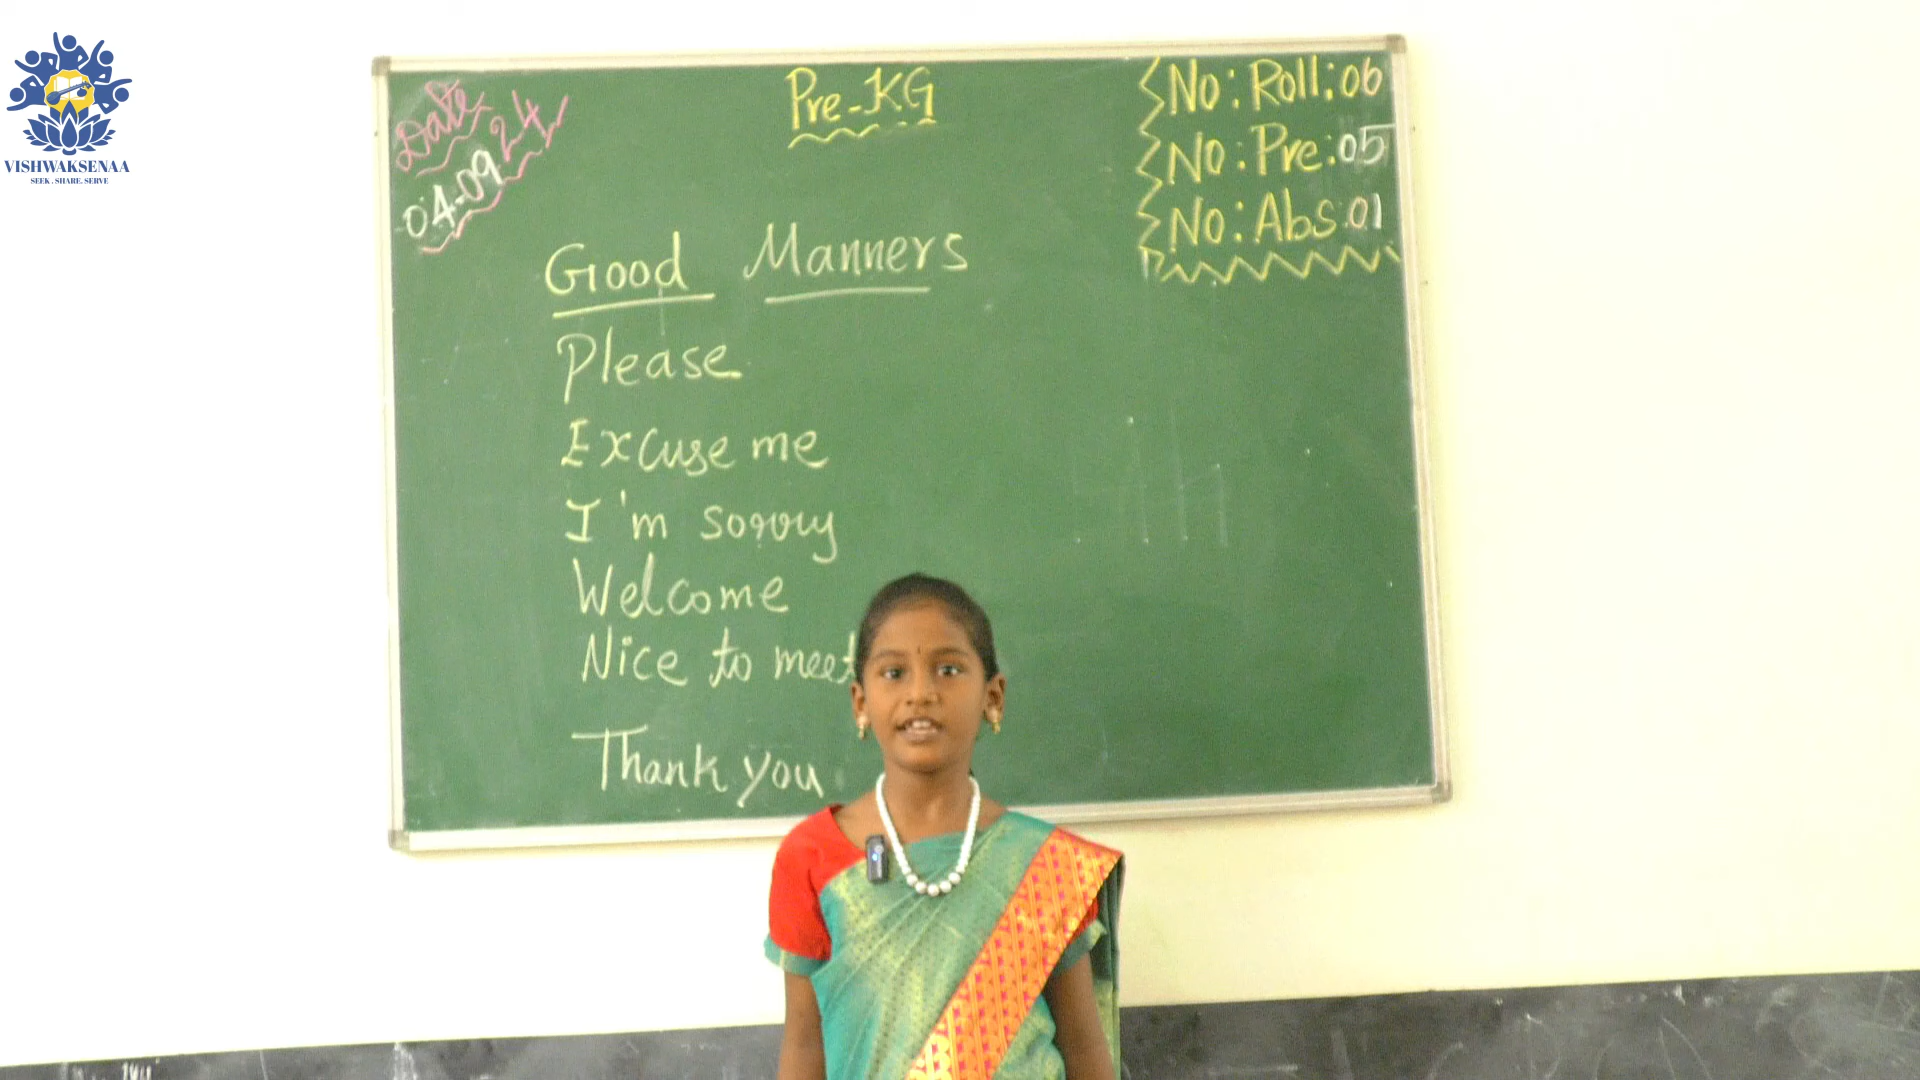 VISHWAKSENAA
SEEK . SHARE. SERVE
Date
04-09
24
Pre-KG
No: Roll: 06
No: Pre: 05
No: Abs: 01
Good Manners
Please
Excuse me
I'm sorry
Welcome
Nice to meet
Thank you